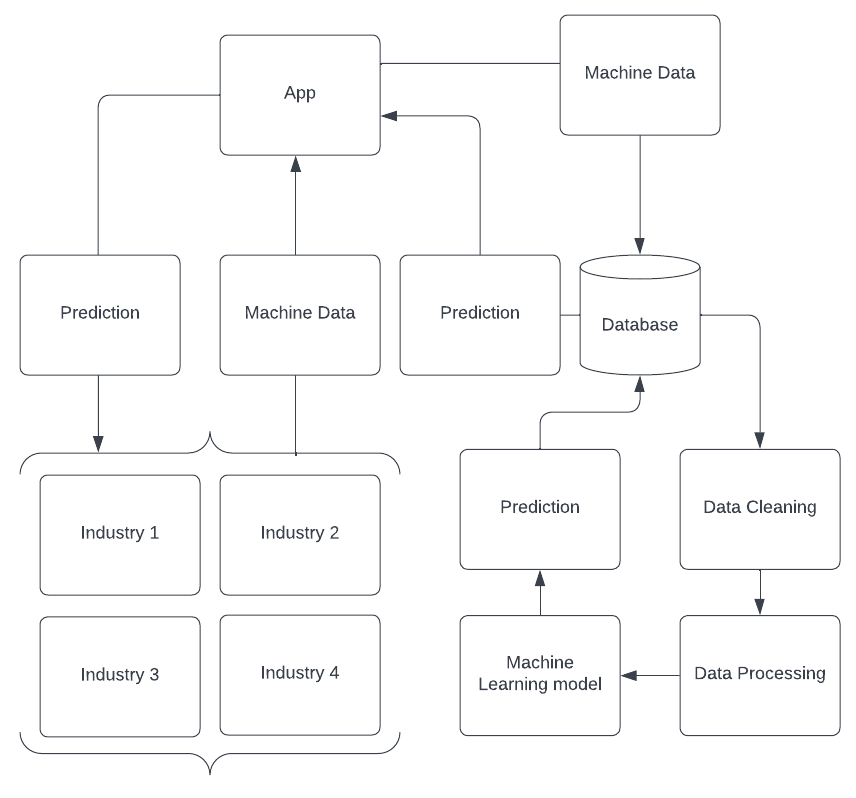 Machine Data
App
Prediction
Machine Data
Prediction
Database
Prediction
Data Cleaning
Industry 1
Industry 2
Machine
Learning model
Data Processing
Industry 3
Industry 4